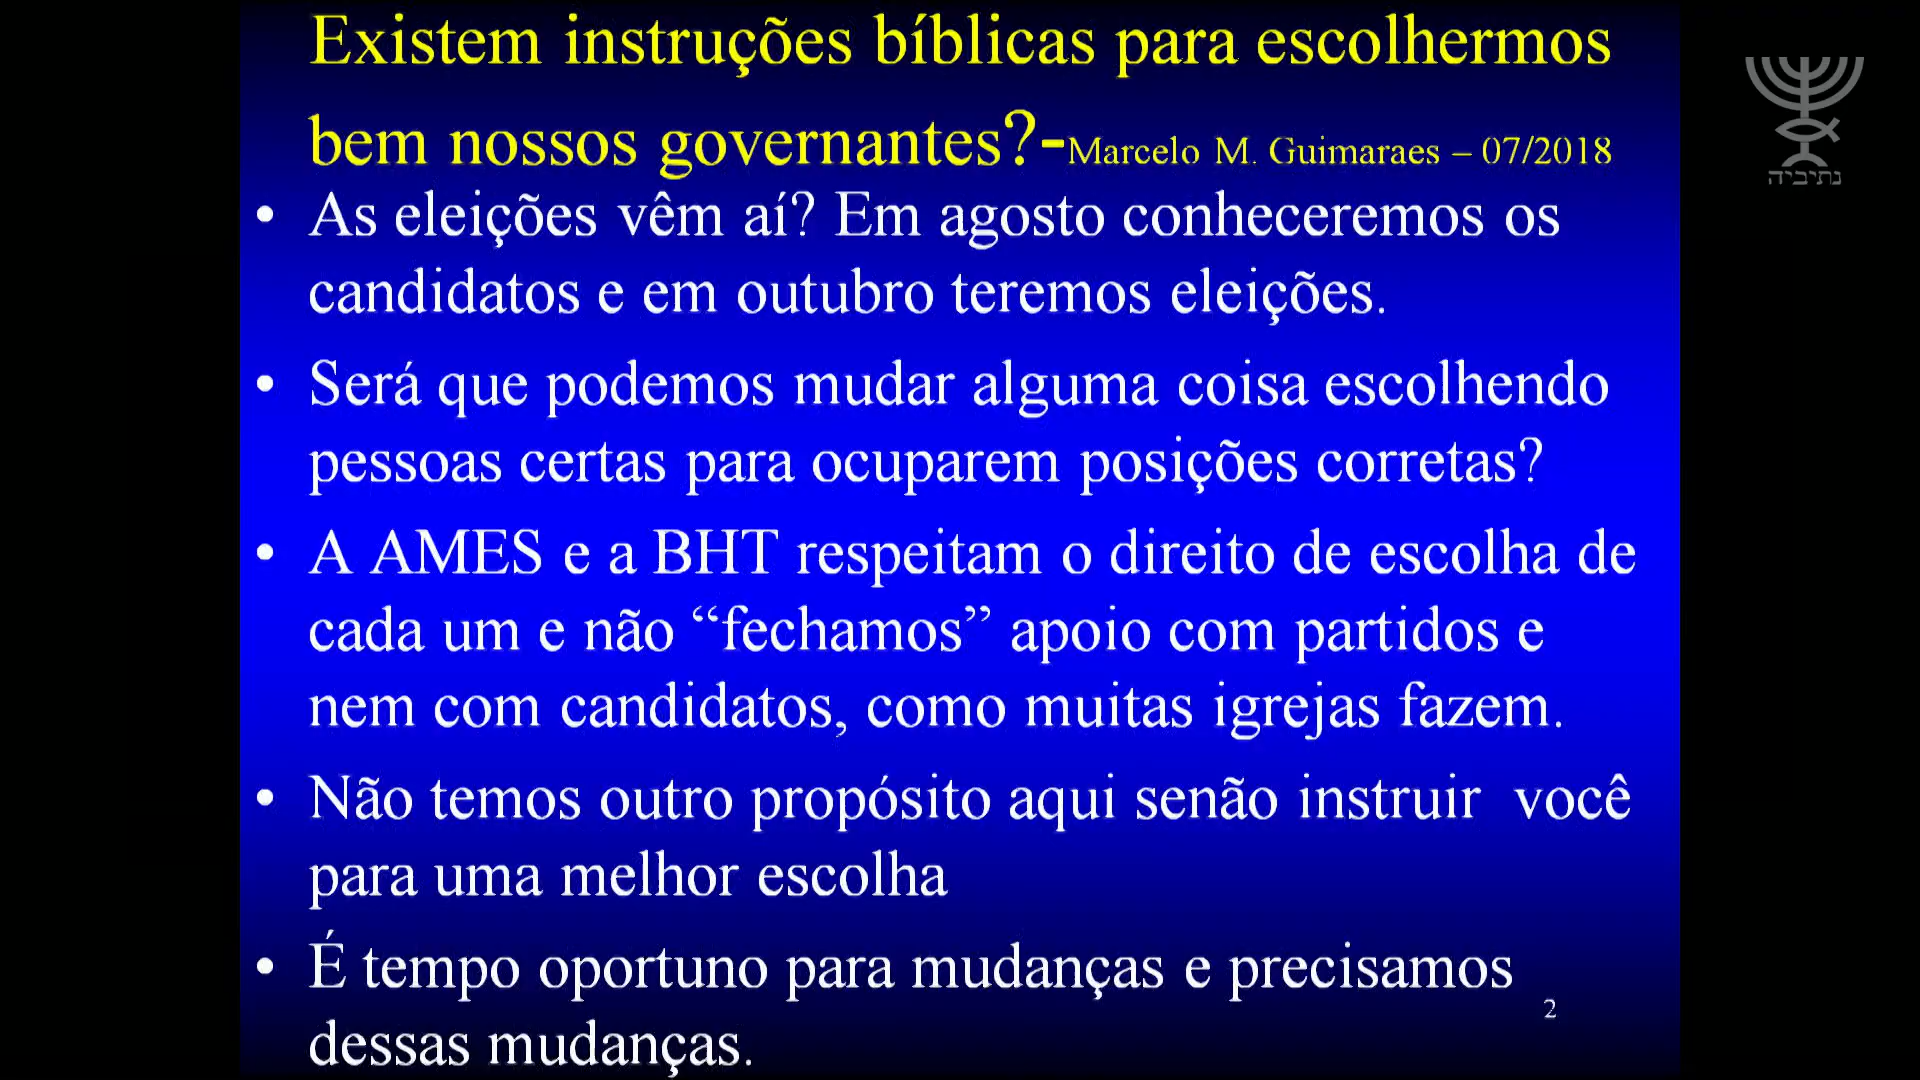 Existem instruções bíblicas para escolhermos
bem nossos governantes?-Marcelo M. Guimaraes – 07/2018
נתיביה
• As eleições vêm aí? Em agosto conheceremos os
candidatos e em outubro teremos eleições.
• Será que podemos mudar alguma coisa escolhendo
pessoas certas para ocuparem posições corretas?
• A AMES e a BHT respeitam o direito de escolha de
cada um e não “fechamos” apoio com partidos e
nem com candidatos, como muitas igrejas fazem.
• Não temos outro propósito aqui senão instruir  você
para uma melhor escolha
• É tempo oportuno para mudanças e precisamos
dessas mudanças.
2